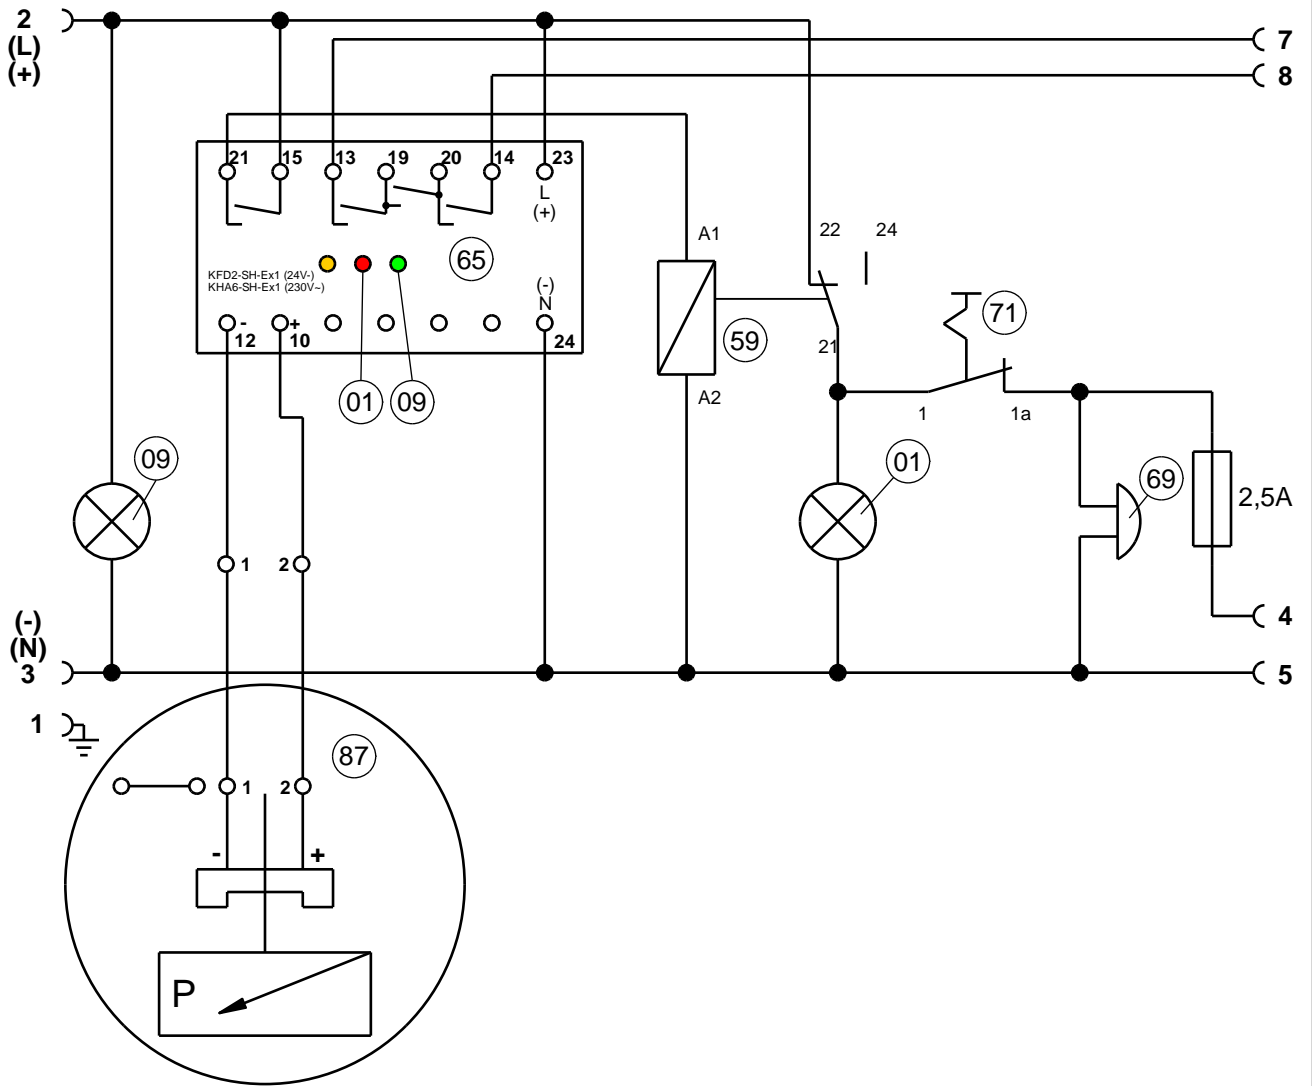 2
(L)
(+)
7
8
21 15 13 19 20 14 23
L
(+)
65
KFD2-SH-Ex1 (24V-)
KHA6-SH-Ex1 (230V~)
(-)
N
- +
12 10 24
01 09
A1
59
A2
22 24
21
71
1 1a
09
01
69
2,5A
1 2
4
(-)
(N)
3
5
1
87
1 2
- +
P